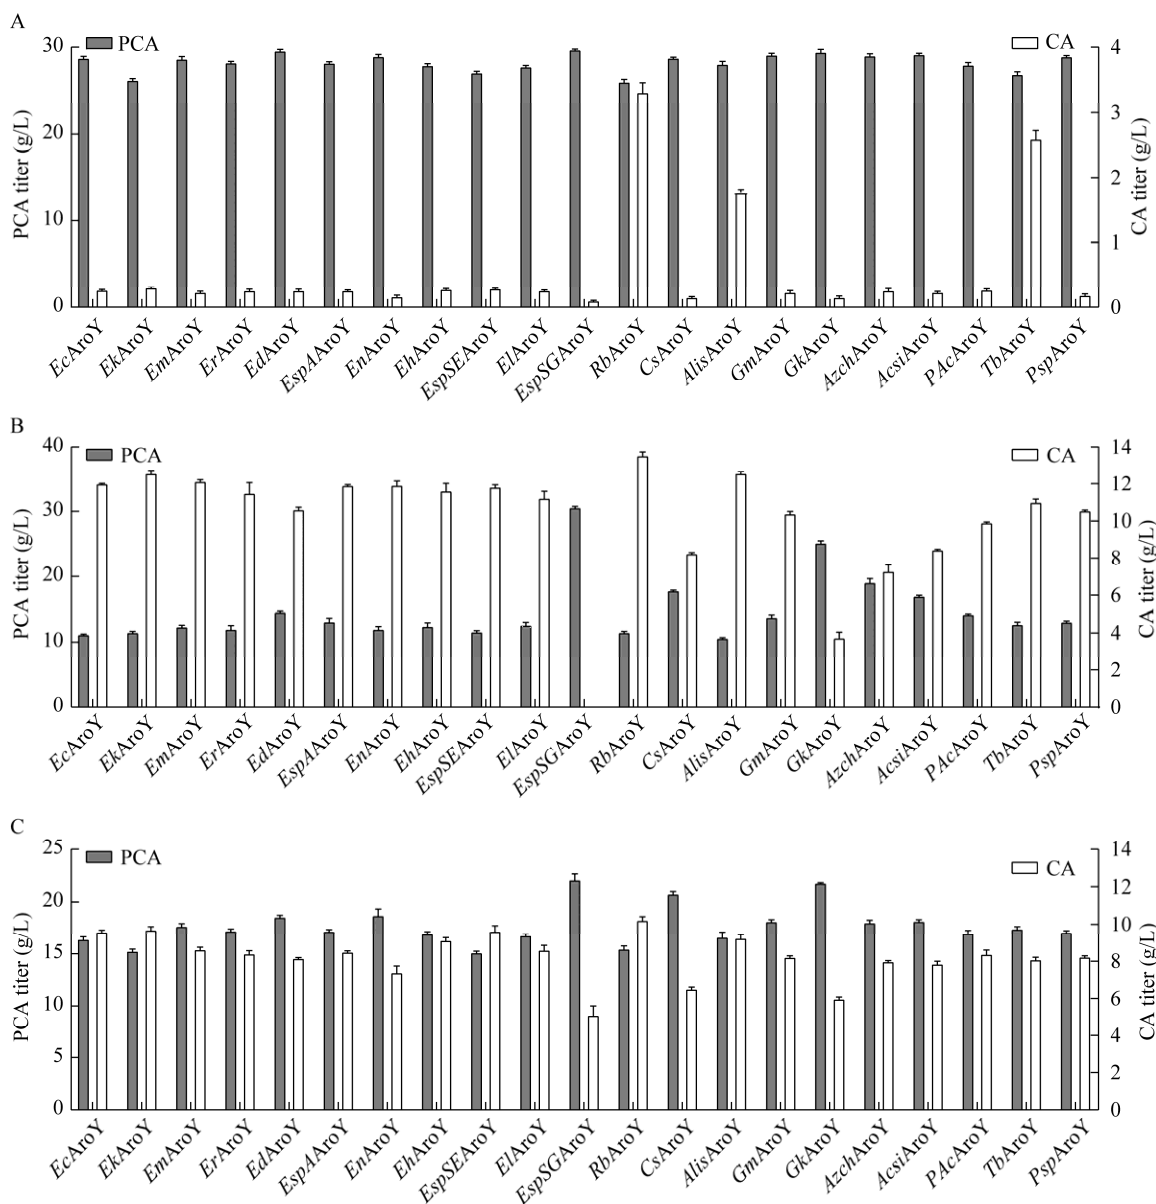 A
PCA
CA
PCA titer (g/L)
30
20
10
0
CA titer (g/L)
4
3
2
1
0
EcAroY
EkAroY
EmAroY
ErAroY
EdAroY
EspAAroY
EnAroY
EhAroY
EspSEAroY
ElAroY
EspSGAroY
RbAroY
CsAroY
AlisAroY
GmAroY
GkAroY
AzchAroY
AcsiAroY
PAcAroY
TbAroY
PspAroY
B
PCA
CA
PCA titer (g/L)
40
30
20
10
0
CA titer (g/L)
14
12
10
8
6
4
2
0
EcAroY
EkAroY
EmAroY
ErAroY
EdAroY
EspAlAroY
EnAroY
EhAroY
EspSEAroY
ElAroY
EspSGAroY
RbAroY
CsAroY
AlisAroY
GmAroY
GkAroY
AzchAroY
AcsiAroY
PAcAroY
TbAroY
PspAroY
C
PCA
CA
PCA titer (g/L)
25
20
15
10
5
0
CA titer (g/L)
14
12
10
8
6
4
2
0
EcAroY
EkAroY
EmAroY
ErAroY
EdAroY
EspAlAroY
EnAroY
EhAroY
EspSEAroY
ElAroY
EspSGAroY
RbAroY
CsAroY
AlisAroY
GmAroY
GkAroY
AzchAroY
AcsiAroY
PAcAroY
TbAroY
PspAroY